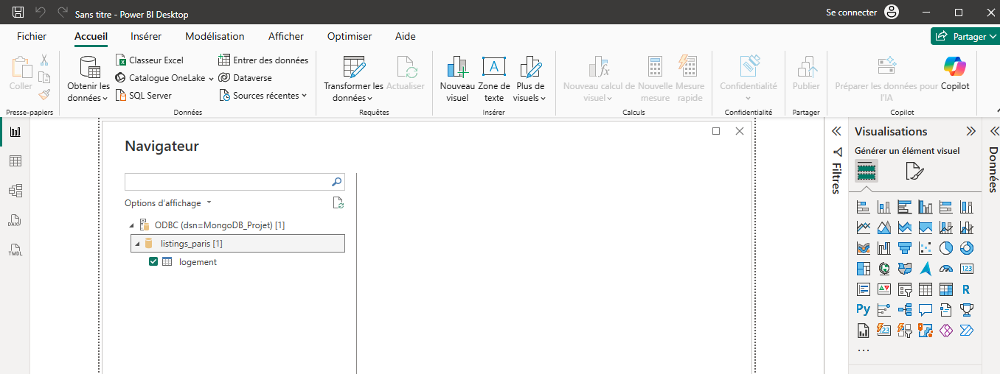 Sans titre - Power BI Desktop
Se connecter
Fichier Accueil Insérer Modélisation Afficher Optimiser Aide
Partager
Coller
Presse-papiers
Obtenir les données
Classeur Excel
Catalogue OneLake
SQL Server
Entrer des données
Dataverse
Sources récentes
Données
Transformer les données
Actualiser
Requêtes
Nouveau visuel
A
Zone de texte
Plus de visuels
Insérer
fx
Nouveau calcul de visuel
Nouvelle mesure
Mesure rapide
Calculs
Confidentialité
Confidentialité
Publier
Partager
Préparer les données pour l'IA
Copilot
Copilot
DAX
TMDL
Navigateur
Options d'affichage
ODBC (dsn=MongoDB_Projet) [1]
listings_paris [1]
logement
Filtres
Visualisations
Générer un élément visuel
123
R
Py
123
...
Données